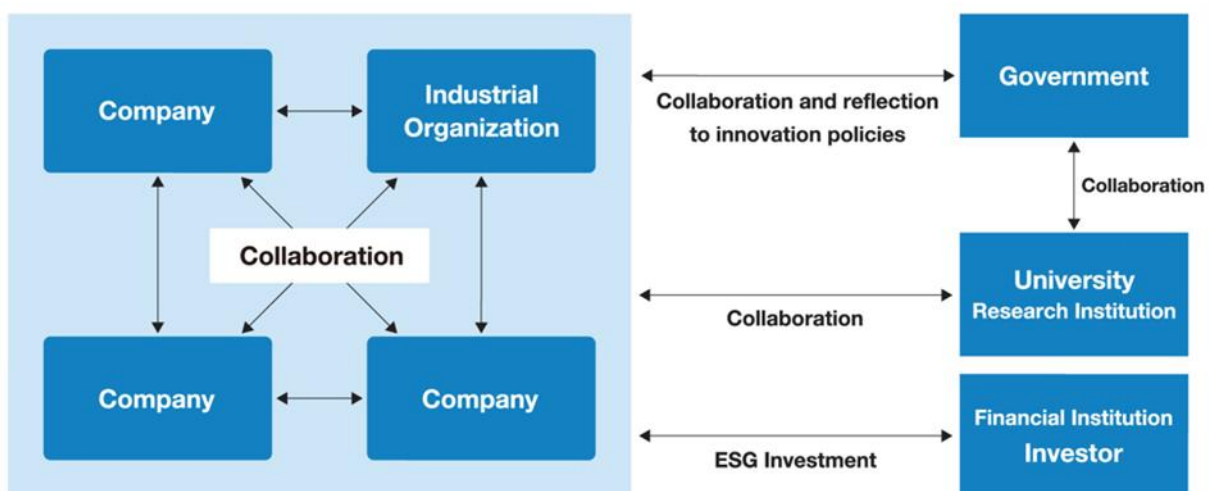 Company
Industrial
Organization
Collaboration
Company
Company
Collaboration and reflection
to innovation policies
Government
Collaboration
Collaboration
University
Research Institution
ESG Investment
Financial Institution
Investor